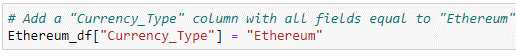 # Add a "Currency_Type" column with all fields equal to "Ethereum"
Ethereum_df["Currency_Type"] = "Ethereum"